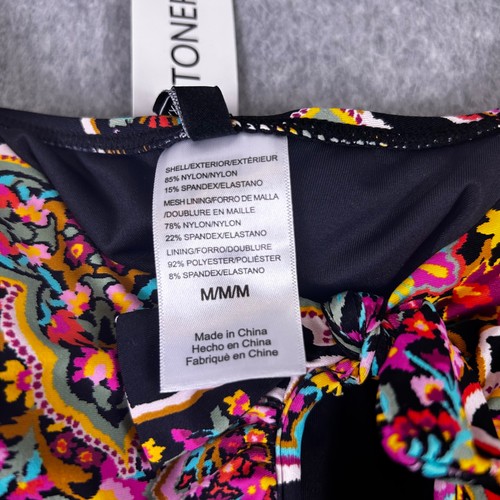 TONER
SHELL/EXTERIOR/EXTÉRIEUR
85% NYLON/NYLON
15% SPANDEX/ELASTANO
MESH LINING/FORRO DE MALLA
/DOUBLURE EN MAILLE
78% NYLON/NYLON
22% SPANDEX/ELASTANO
LINING/FORRO/DOUBLURE
92% POLYESTER/POLIÉSTER
8% SPANDEX/ELASTANO
M/M/M
Made in China
Hecho en China
Fabriqué en Chine